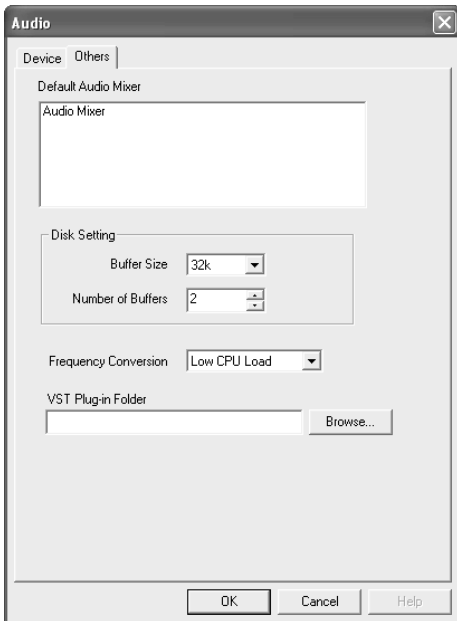 Audio
Device Others
Default Audio Mixer
Audio Mixer
Disk Setting
Buffer Size 32k
Number of Buffers 2
Frequency Conversion Low CPU Load
VST Plug-in Folder
Browse...
OK Cancel Help